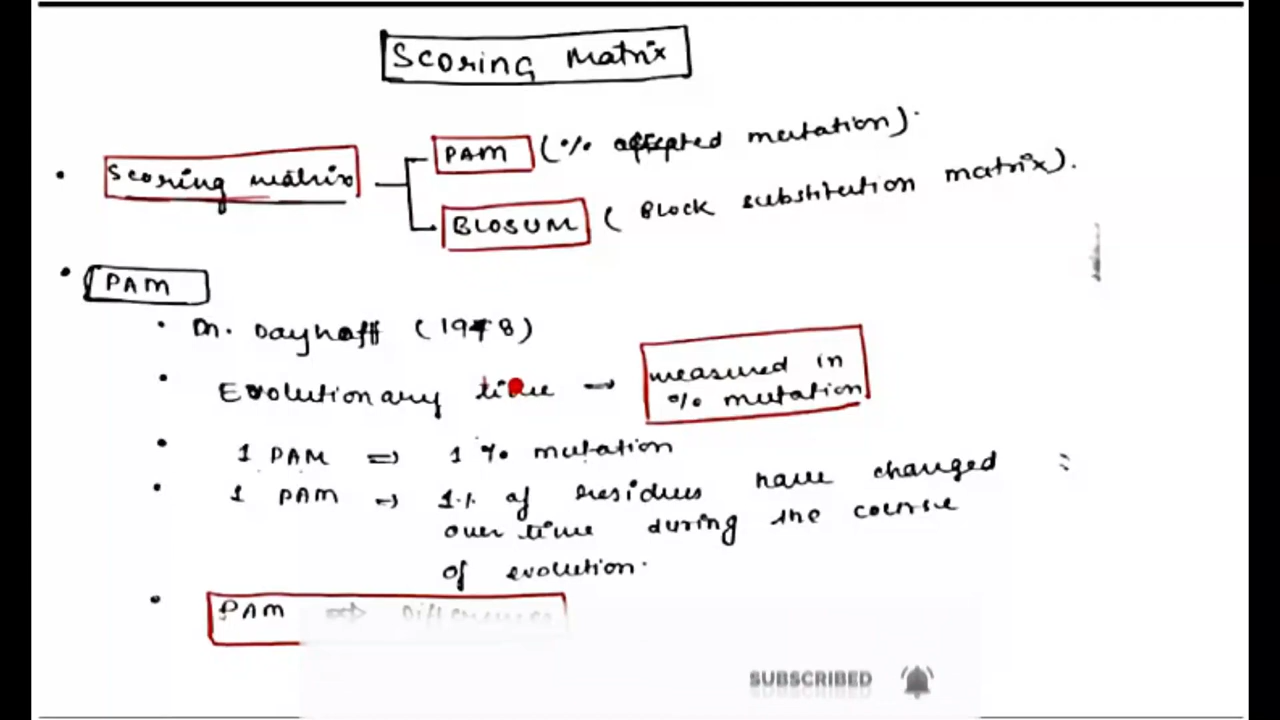 Scoring Matrix
• Scoring matrix
PAM (% accepted mutation).
BLOSUM (Block substitution matrix).
• PAM
• Dr. Dayhoff (1978)
• Evolutionary time → measured in
% mutation
• 1 PAM ⇒ 1 % mutation
• 1 PAM → 1% of residues have changed
over time during the course
of evolution.
• PAM ⇒ Differences
SUBSCRIBED